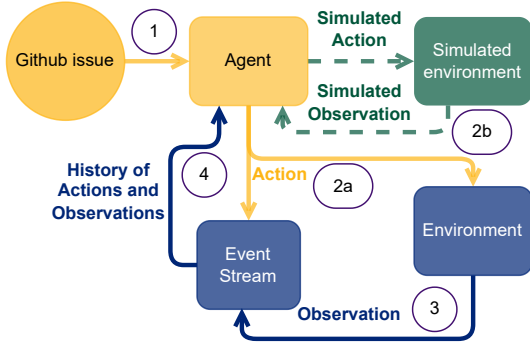 1
Github issue
Agent
Simulated
Action
Simulated
environment
Simulated
Observation
2b
History of
Actions and
Observations
4
Action
2a
Event
Stream
Environment
Observation
3